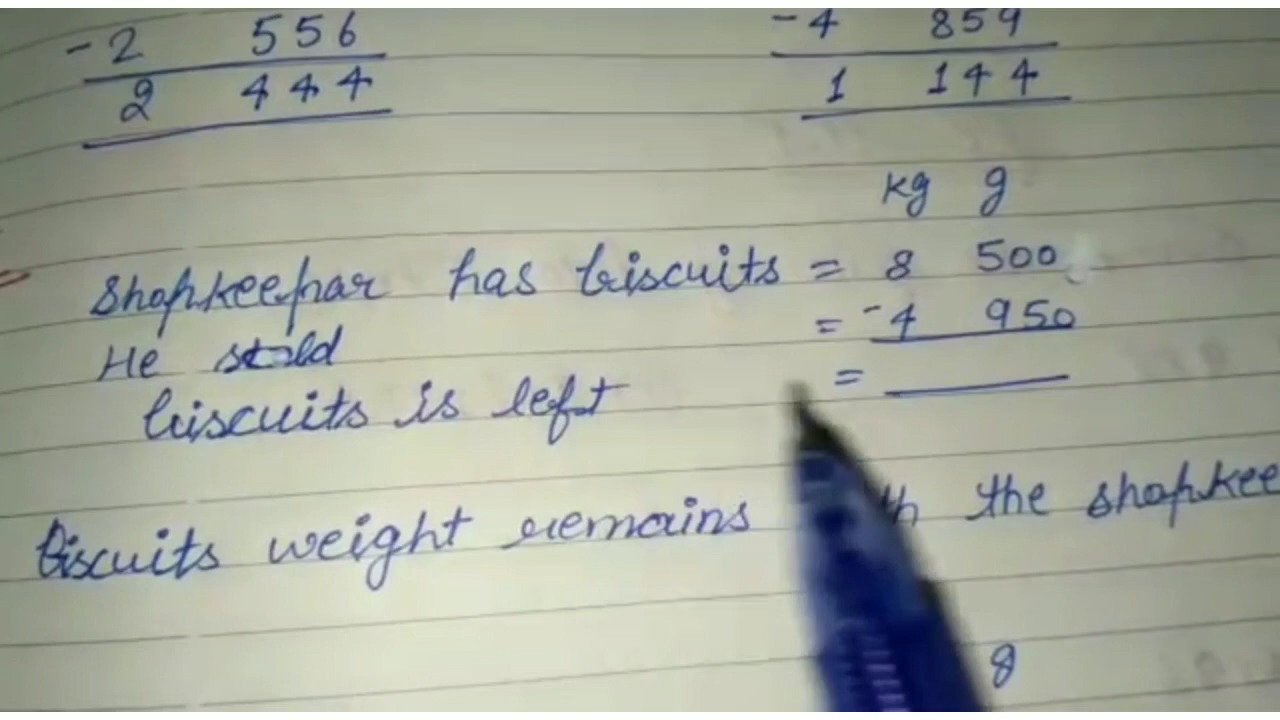 -2 556 -4 859
2 444 1 144
kg g
Shopkeepar has biscuits = 8 500
He sold = -4 950
biscuits is left =
Biscuits weight remains the shopkee
8